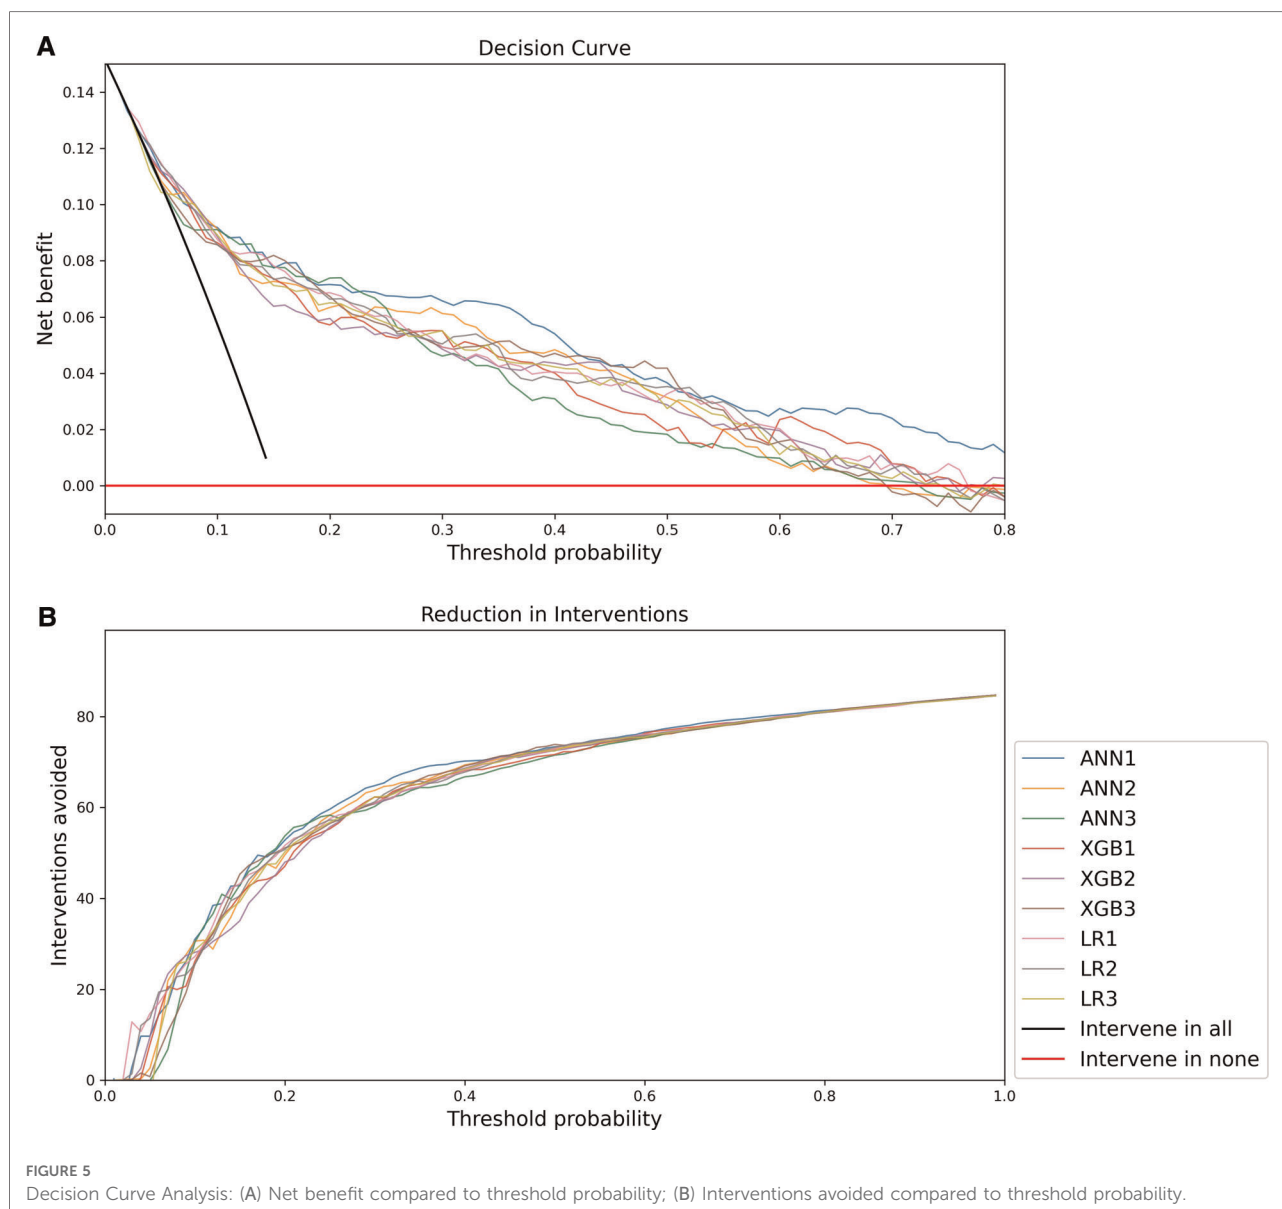 A
Decision Curve
Net benefit
0.14
0.12
0.10
0.08
0.06
0.04
0.02
0.00
0.0 0.1 0.2 0.3 0.4 0.5 0.6 0.7 0.8
Threshold probability
B
Reduction in Interventions
Interventions avoided
80
60
40
20
0
0.0 0.2 0.4 0.6 0.8 1.0
Threshold probability
ANN1
ANN2
ANN3
XGB1
XGB2
XGB3
LR1
LR2
LR3
Intervene in all
Intervene in none
FIGURE 5
Decision Curve Analysis: (A) Net benefit compared to threshold probability; (B) Interventions avoided compared to threshold probability.